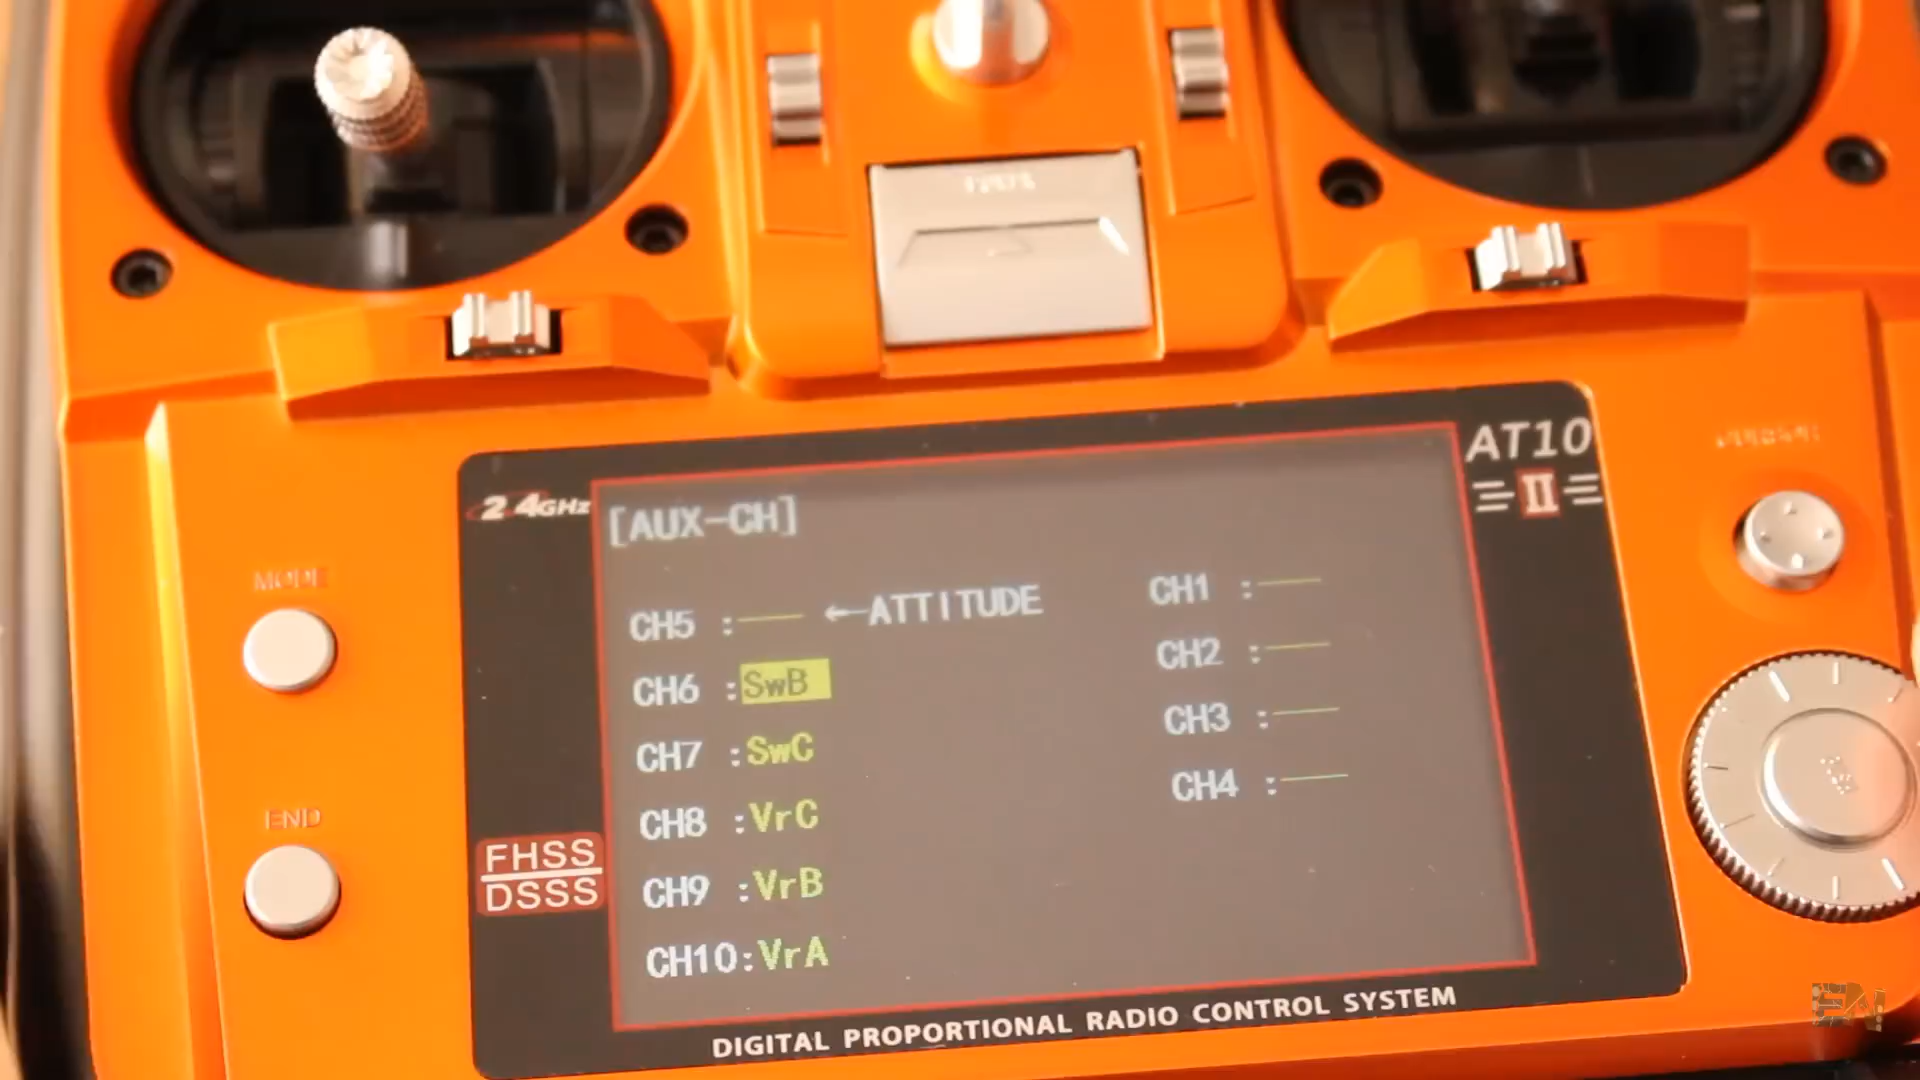 AT10
II
2.4GHz
[AUX-CH]
MODE
CH5 :—— ←ATTITUDE
CH6 :SwB
CH7 :SwC
CH8 :VrC
CH9 :VrB
CH10:VrA
CH1 :——
CH2 :——
CH3 :——
CH4 :——
END
FHSS
DSSS
DIGITAL PROPORTIONAL RADIO CONTROL SYSTEM